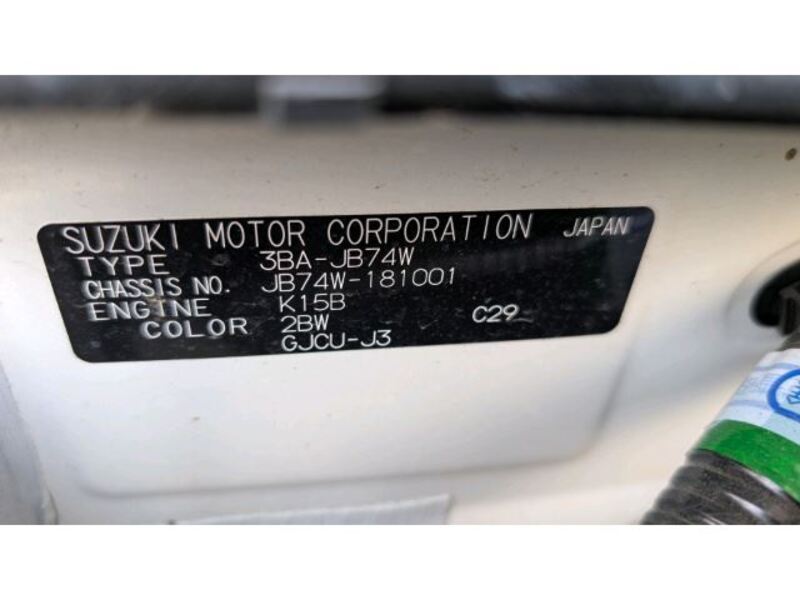 SUZUKI MOTOR CORPORATION JAPAN
TYPE 3BA-JB74W
CHASSIS NO. JB74W-181001
ENGINE K15B
COLOR 2BW C29
GJCU-J3